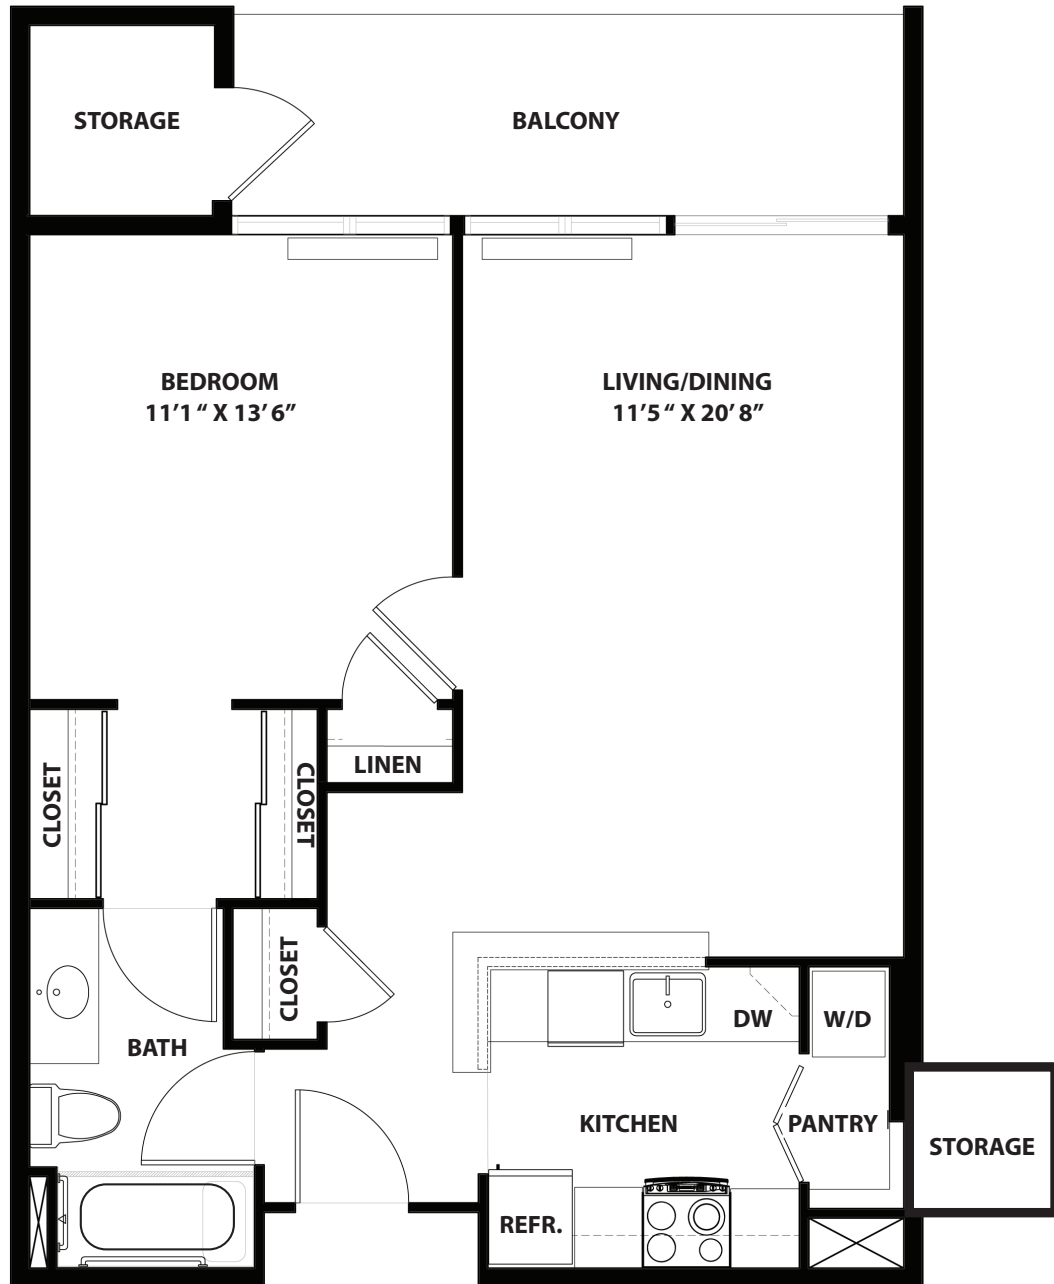 STORAGE
BALCONY
BEDROOM
11'1 " X 13' 6"
LIVING/DINING
11'5 " X 20' 8"
CLOSET
CLOSET
LINEN
CLOSET
BATH
DW
W/D
KITCHEN
PANTRY
STORAGE
REFR.